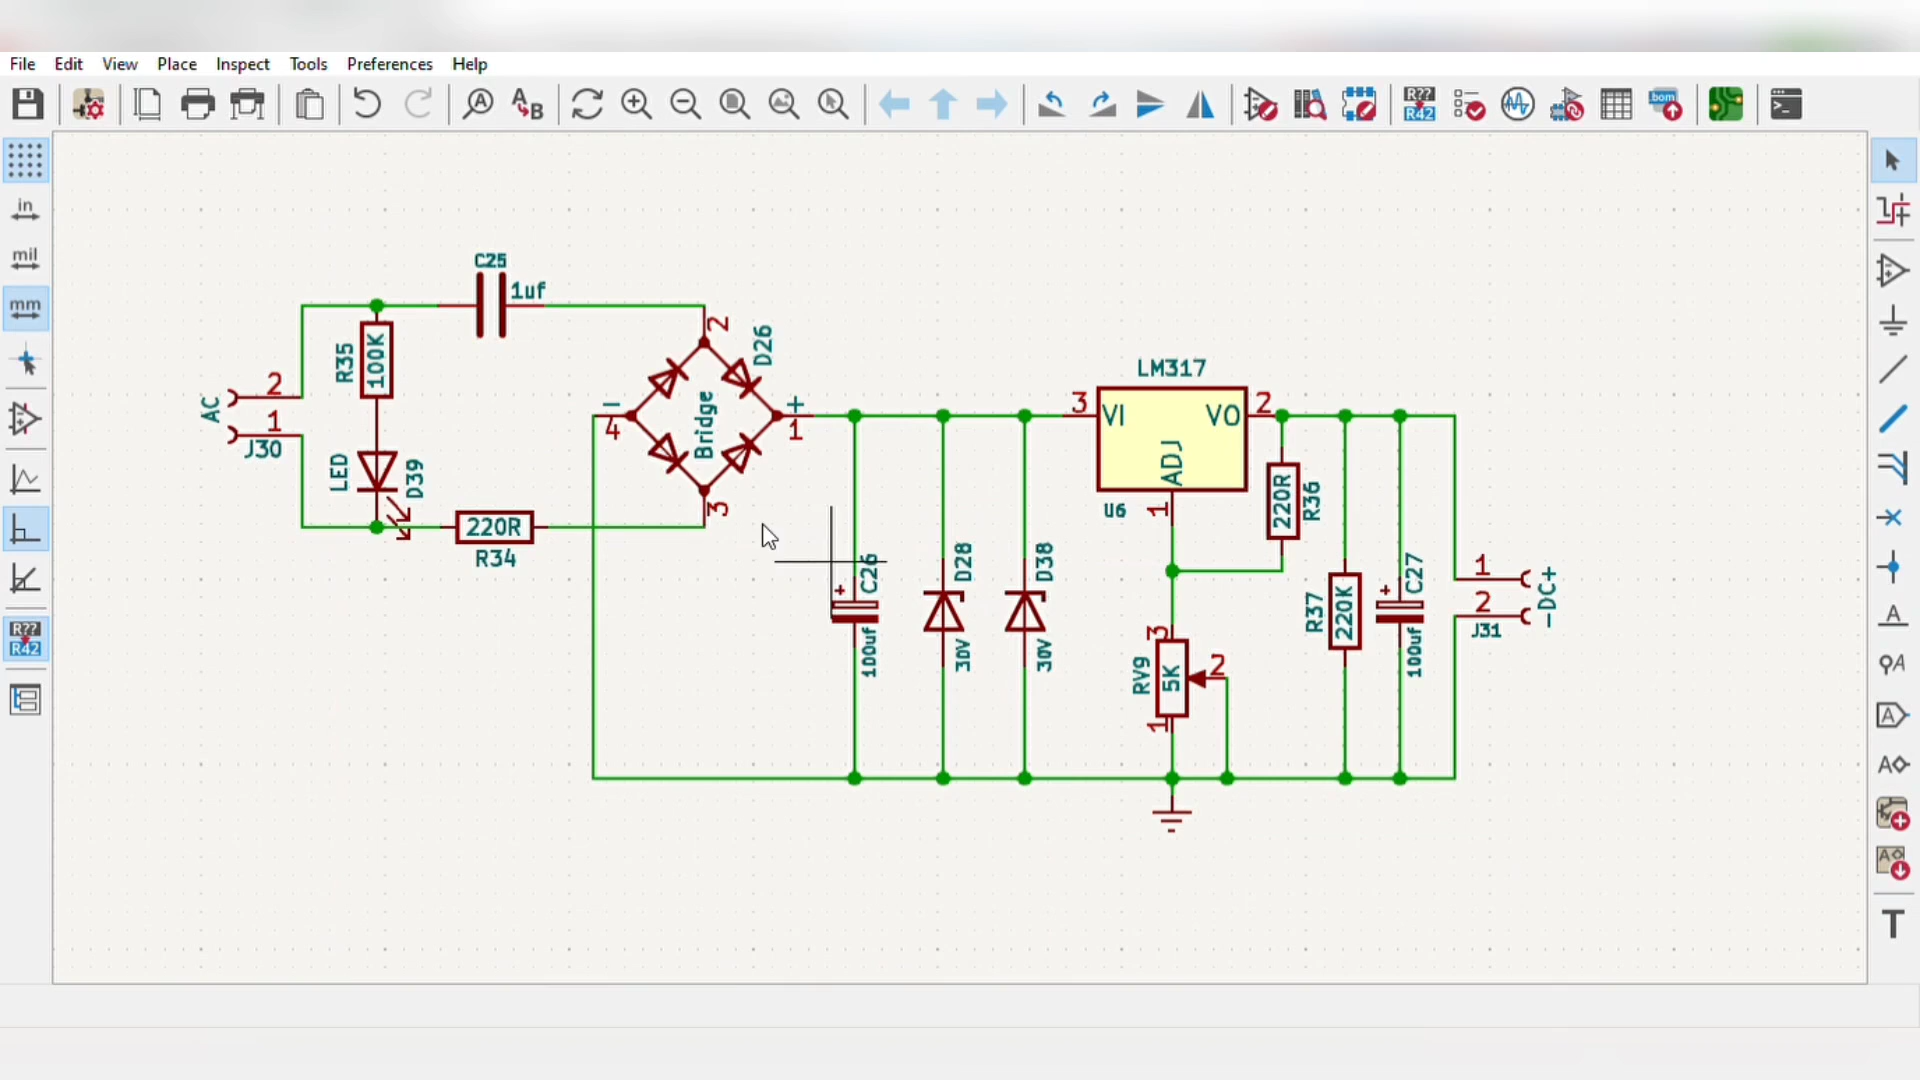 File Edit View Place Inspect Tools Preferences Help
A
A B
R?? R42
bom
in
mil
mm
R??
R42
A
A
A
A
A
T
C25
1uf
R35
100K
AC
2
1
J30
LED
D39
220R
R34
2
D26
Bridge
-
4
+
1
3
LM317
3
VI
VO
2
ADJ
U6
1
220R
R36
+
C26
100uf
D28
30V
D38
30V
3
RV9
5K
2
1
R37
220K
+
C27
100uf
1
2
J31
-DC+